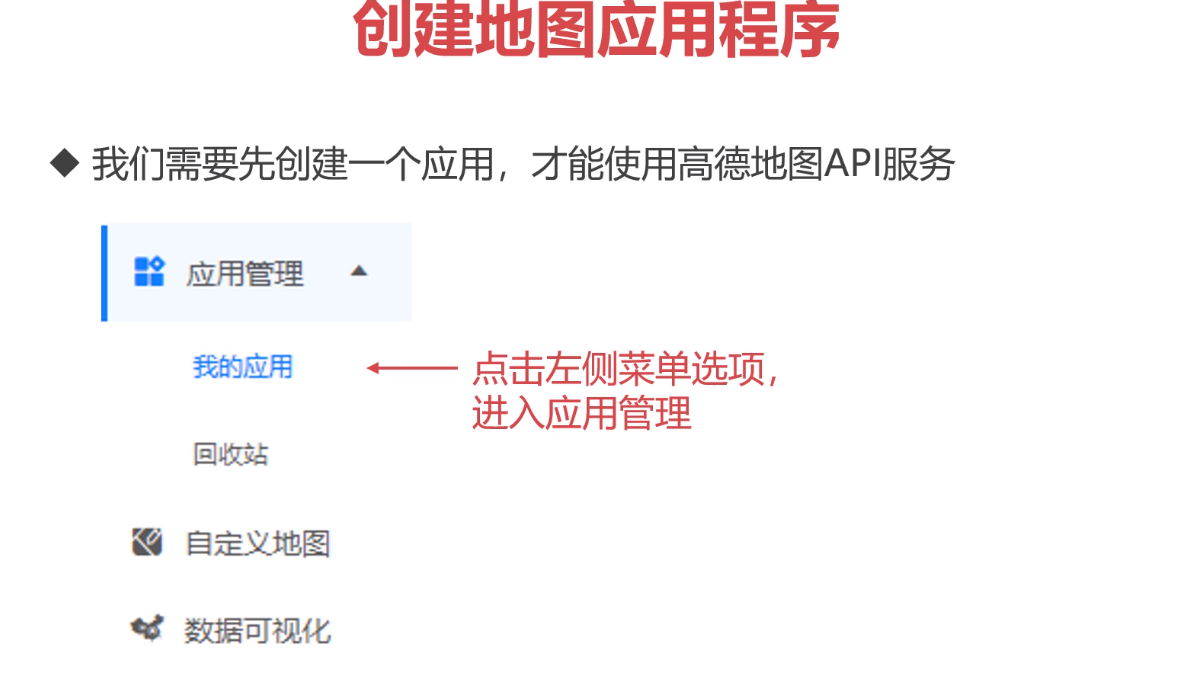 创建地图应用程序
我们需要先创建一个应用，才能使用高德地图API服务
应用管理
我的应用
点击左侧菜单选项，
进入应用管理
回收站
自定义地图
数据可视化